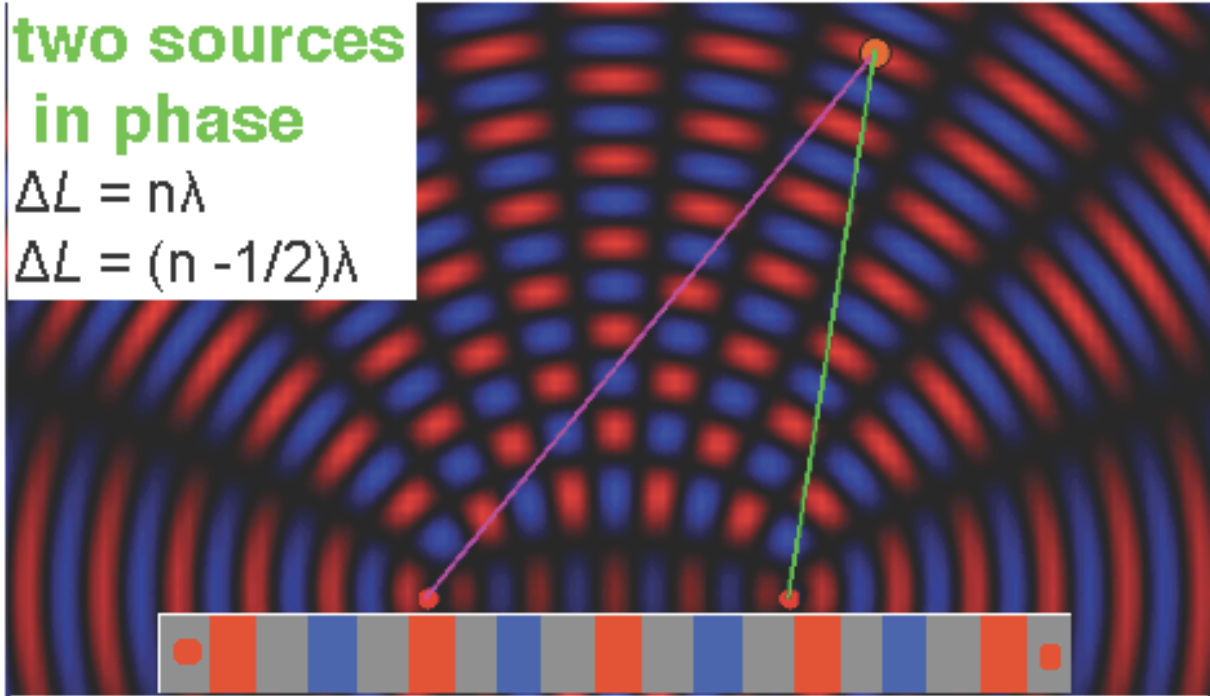 two sources
in phase
ΔL = nλ
ΔL = (n -1/2)λ